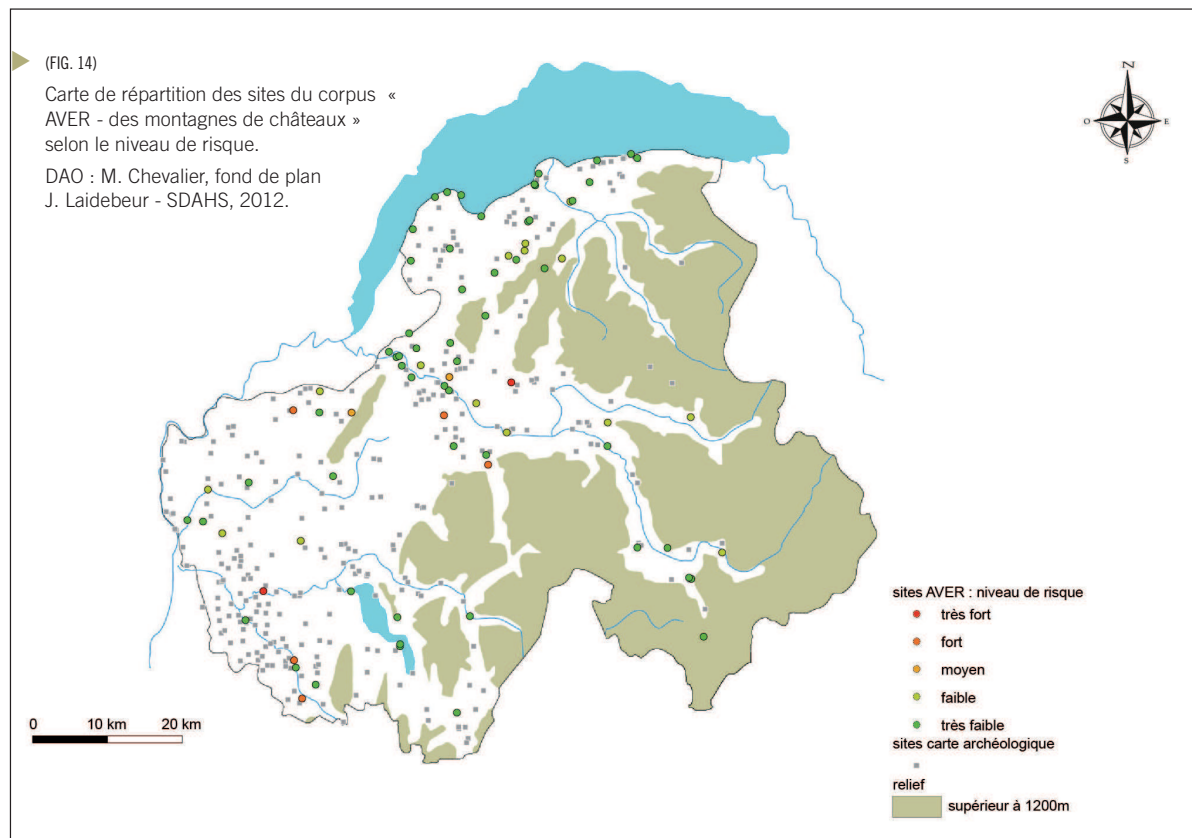 (FIG. 14)
Carte de répartition des sites du corpus «
AVER - des montagnes de châteaux »
selon le niveau de risque.
DAO : M. Chevalier, fond de plan
J. Laidebeur - SDAHS, 2012.
N
O
E
S
0 10 km 20 km
sites AVER : niveau de risque
très fort
fort
moyen
faible
très faible
sites carte archéologique
relief
supérieur à 1200m